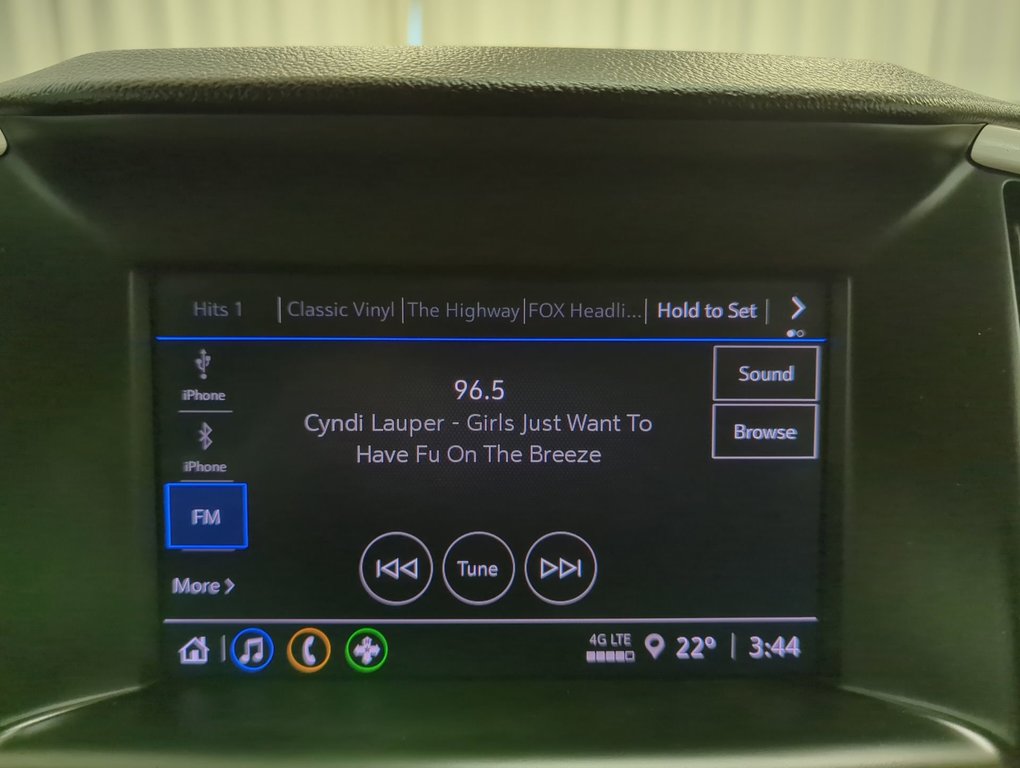 Hits 1 Classic Vinyl The Highway FOX Headli... Hold to Set
iPhone
iPhone
FM
More
96.5
Cyndi Lauper - Girls Just Want To
Have Fu On The Breeze
Tune
Sound
Browse
4G LTE 22° 3:44